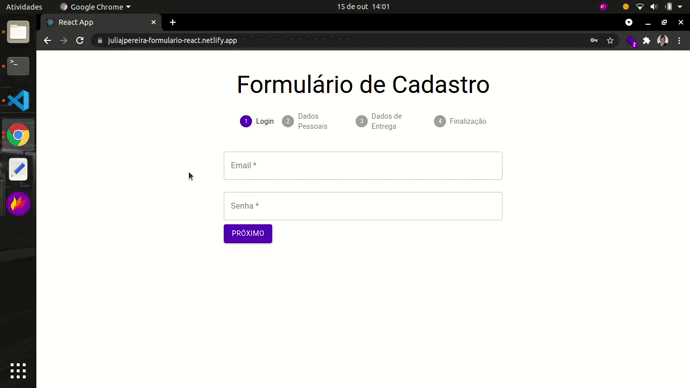 Atividades
Google Chrome
15 de out 14:01
React App
juliajpereira-formulario-react.netlify.app
2
Formulário de Cadastro
1 Login
2 Dados Pessoais
3 Dados de Entrega
4 Finalização
Email *
Senha *
PRÓXIMO